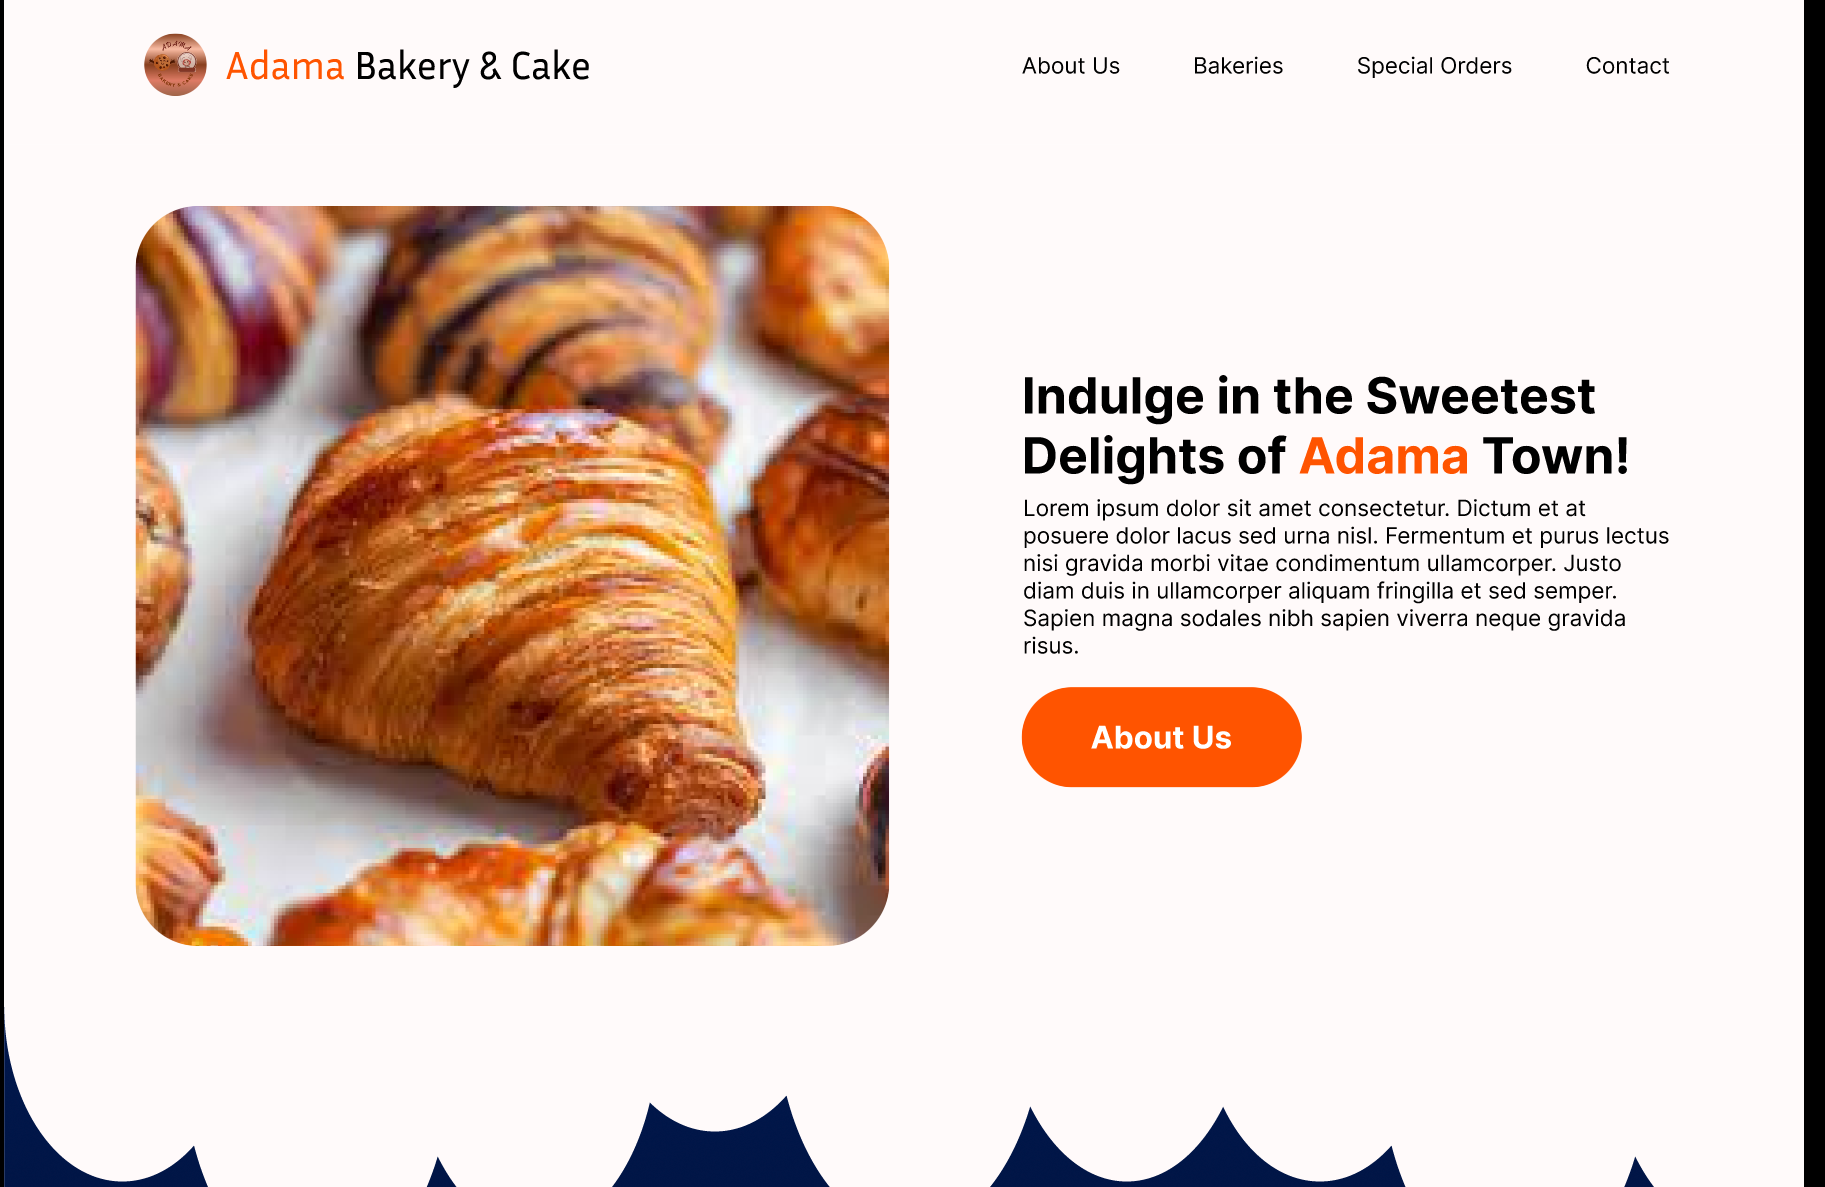 ADAMA
Adama Bakery & Cake
About Us
Bakeries
Special Orders
Contact
Indulge in the Sweetest
Delights of Adama Town!
Lorem ipsum dolor sit amet consectetur. Dictum et at
posuere dolor lacus sed urna nisl. Fermentum et purus lectus
nisi gravida morbi vitae condimentum ullamcorper. Justo
diam duis in ullamcorper aliquam fringilla et sed semper.
Sapien magna sodales nibh sapien viverra neque gravida
risus.
About Us